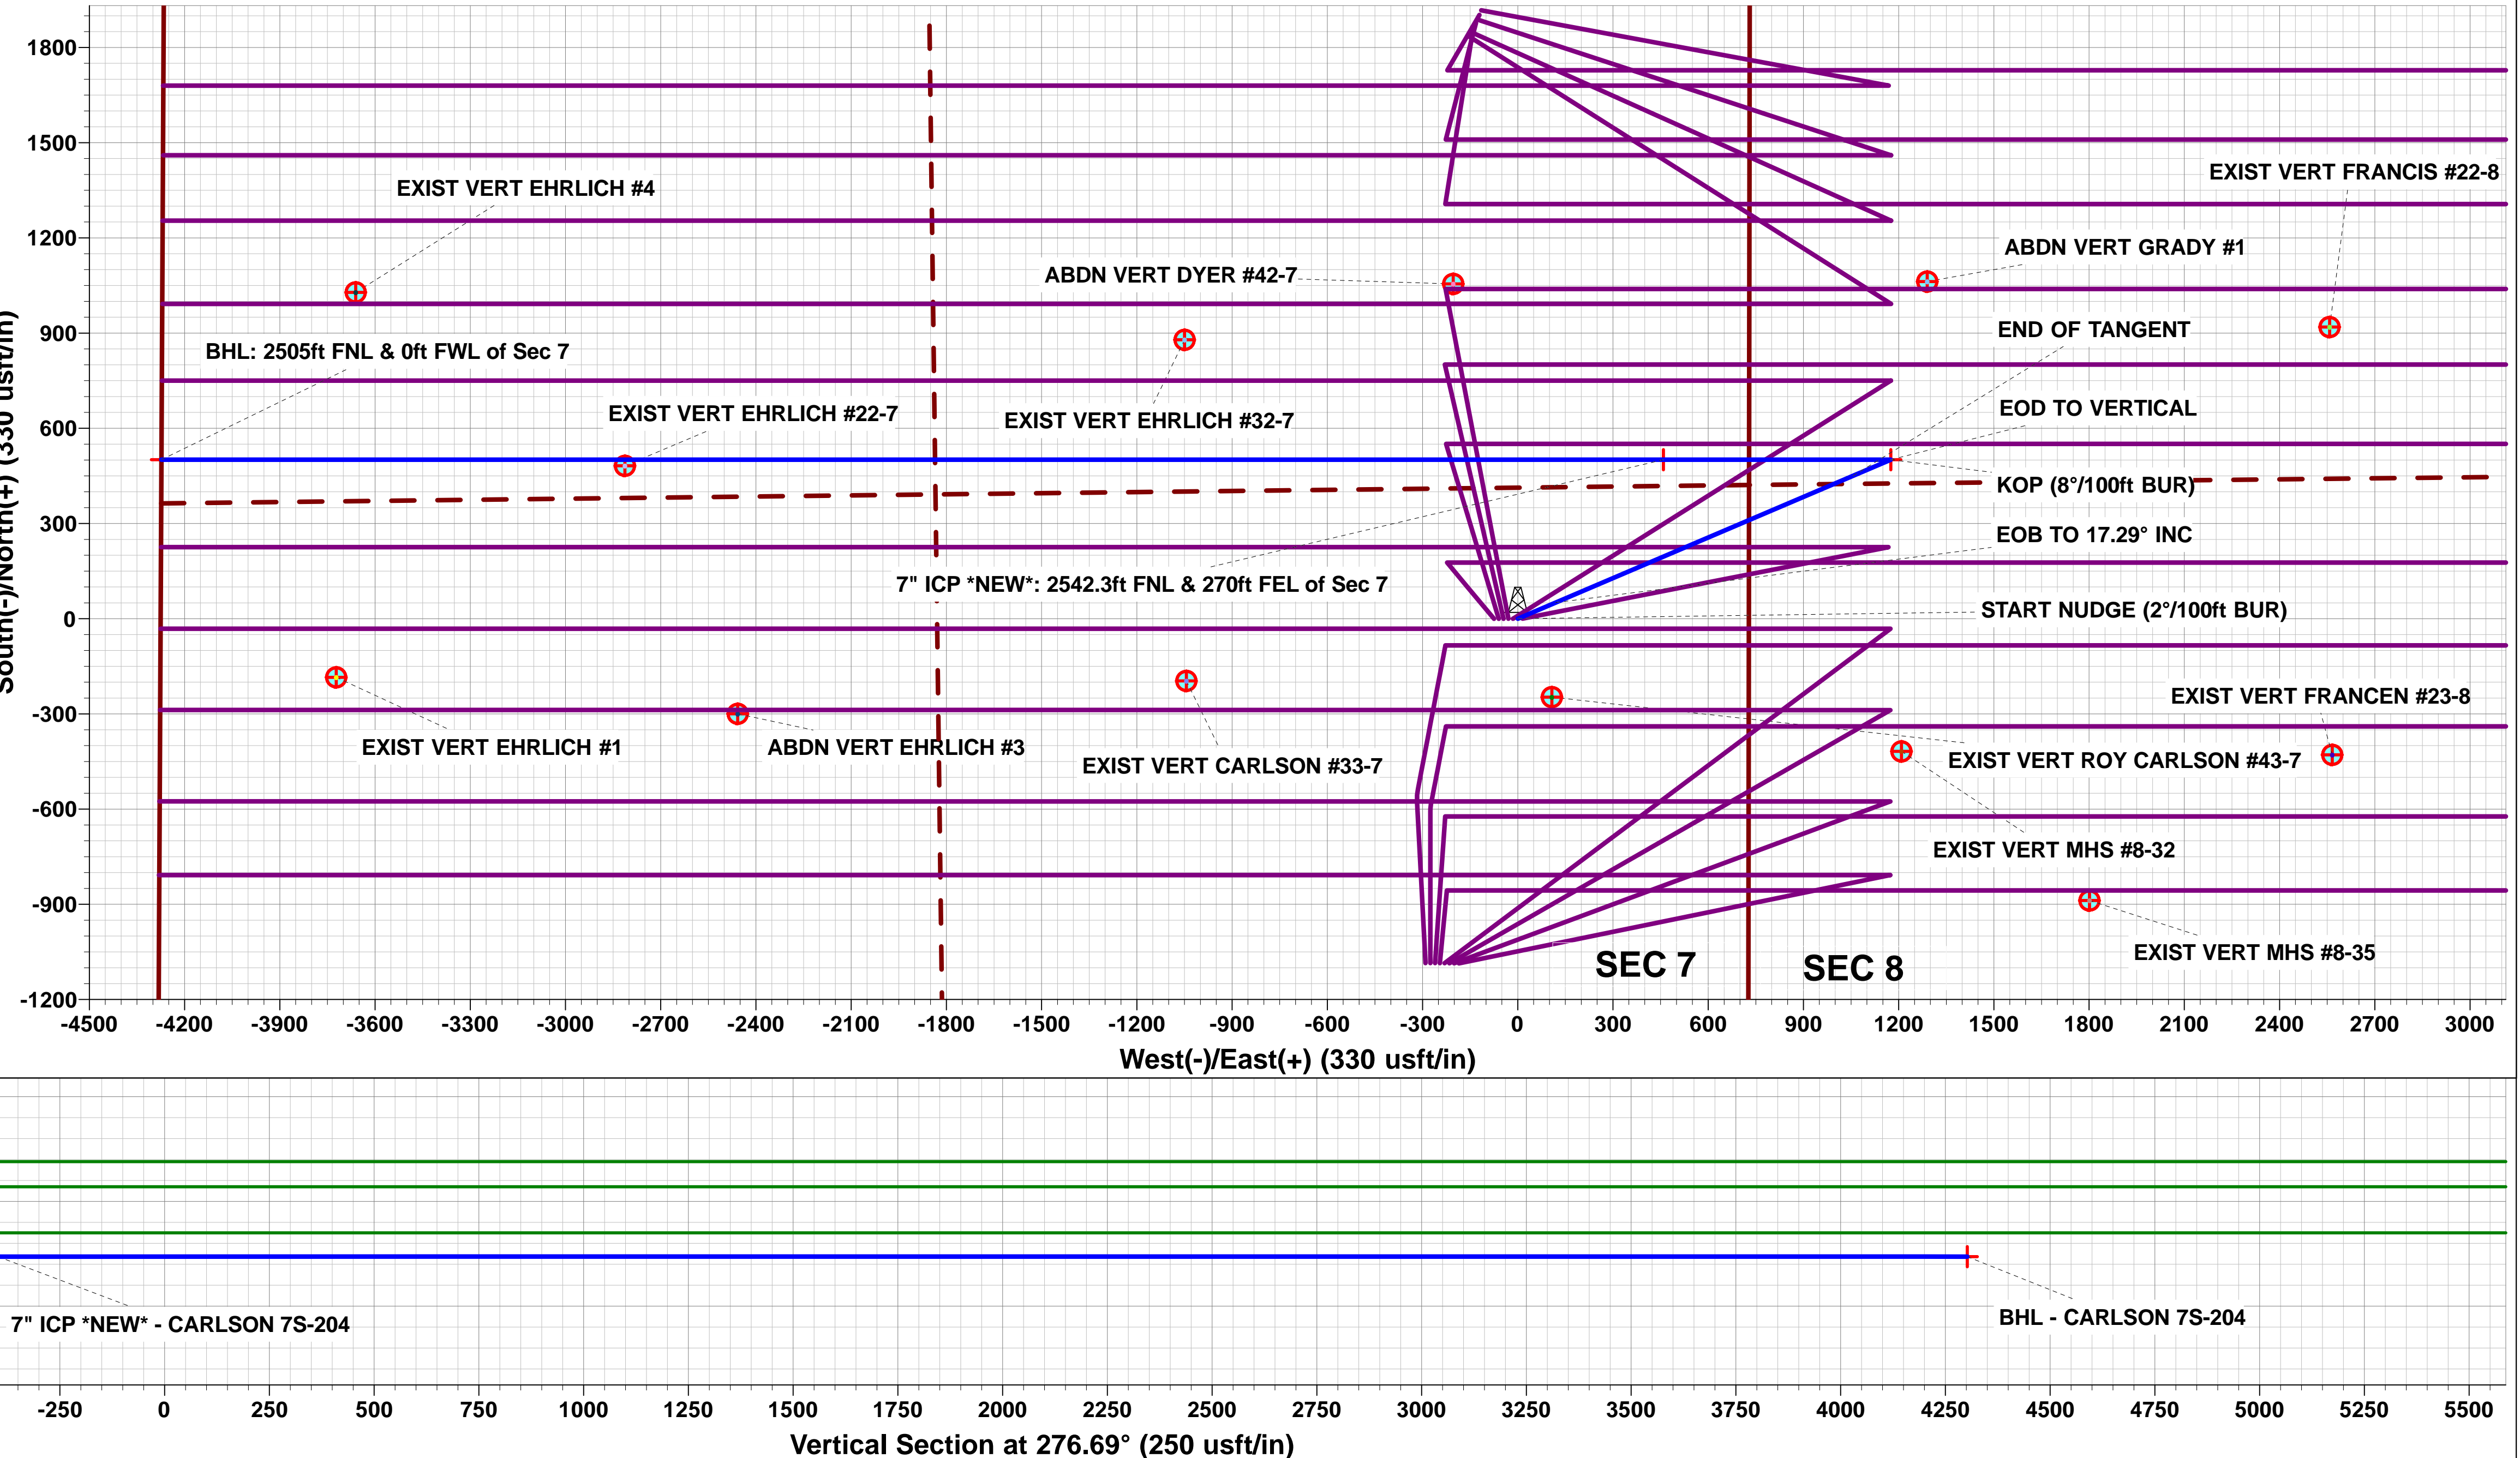 1800
1500
1200
900
600
300
0
-300
-600
-900
-1200
South(-)/North(+) (330 usft/in)
EXIST VERT EHRLICH #4
EXIST VERT FRANCIS #22-8
ABDN VERT DYER #42-7
ABDN VERT GRADY #1
BHL: 2505ft FNL & 0ft FWL of Sec 7
END OF TANGENT
EXIST VERT EHRLICH #22-7
EXIST VERT EHRLICH #32-7
EOD TO VERTICAL
KOP (8°/100ft BUR)
EOB TO 17.29° INC
7" ICP *NEW*: 2542.3ft FNL & 270ft FEL of Sec 7
START NUDGE (2°/100ft BUR)
EXIST VERT FRANCEN #23-8
EXIST VERT EHRLICH #1
ABDN VERT EHRLICH #3
EXIST VERT CARLSON #33-7
EXIST VERT ROY CARLSON #43-7
EXIST VERT MHS #8-32
EXIST VERT MHS #8-35
SEC 7
SEC 8
-4500 -4200 -3900 -3600 -3300 -3000 -2700 -2400 -2100 -1800 -1500 -1200 -900 -600 -300 0 300 600 900 1200 1500 1800 2100 2400 2700 3000
West(-)/East(+) (330 usft/in)
7" ICP *NEW* - CARLSON 7S-204
BHL - CARLSON 7S-204
-250 0 250 500 750 1000 1250 1500 1750 2000 2250 2500 2750 3000 3250 3500 3750 4000 4250 4500 4750 5000 5250 5500
Vertical Section at 276.69° (250 usft/in)